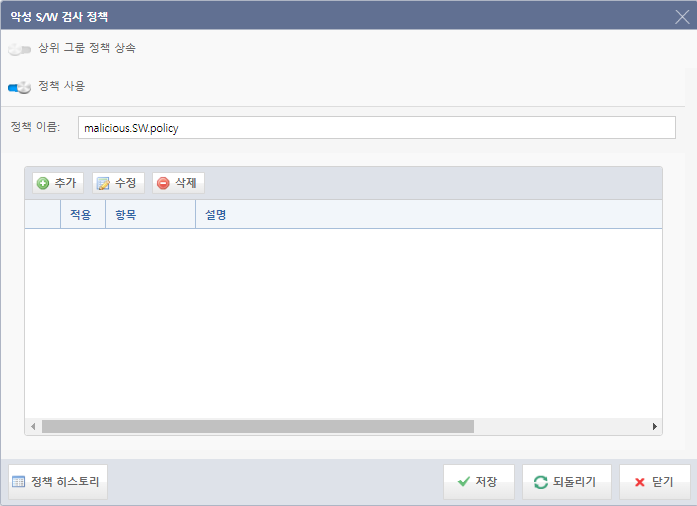 악성 S/W 검사 정책
상위 그룹 정책 상속
정책 사용
정책 이름: malicious.SW.policy
추가 수정 삭제
적용 항목 설명
정책 히스토리 저장 되돌리기 닫기